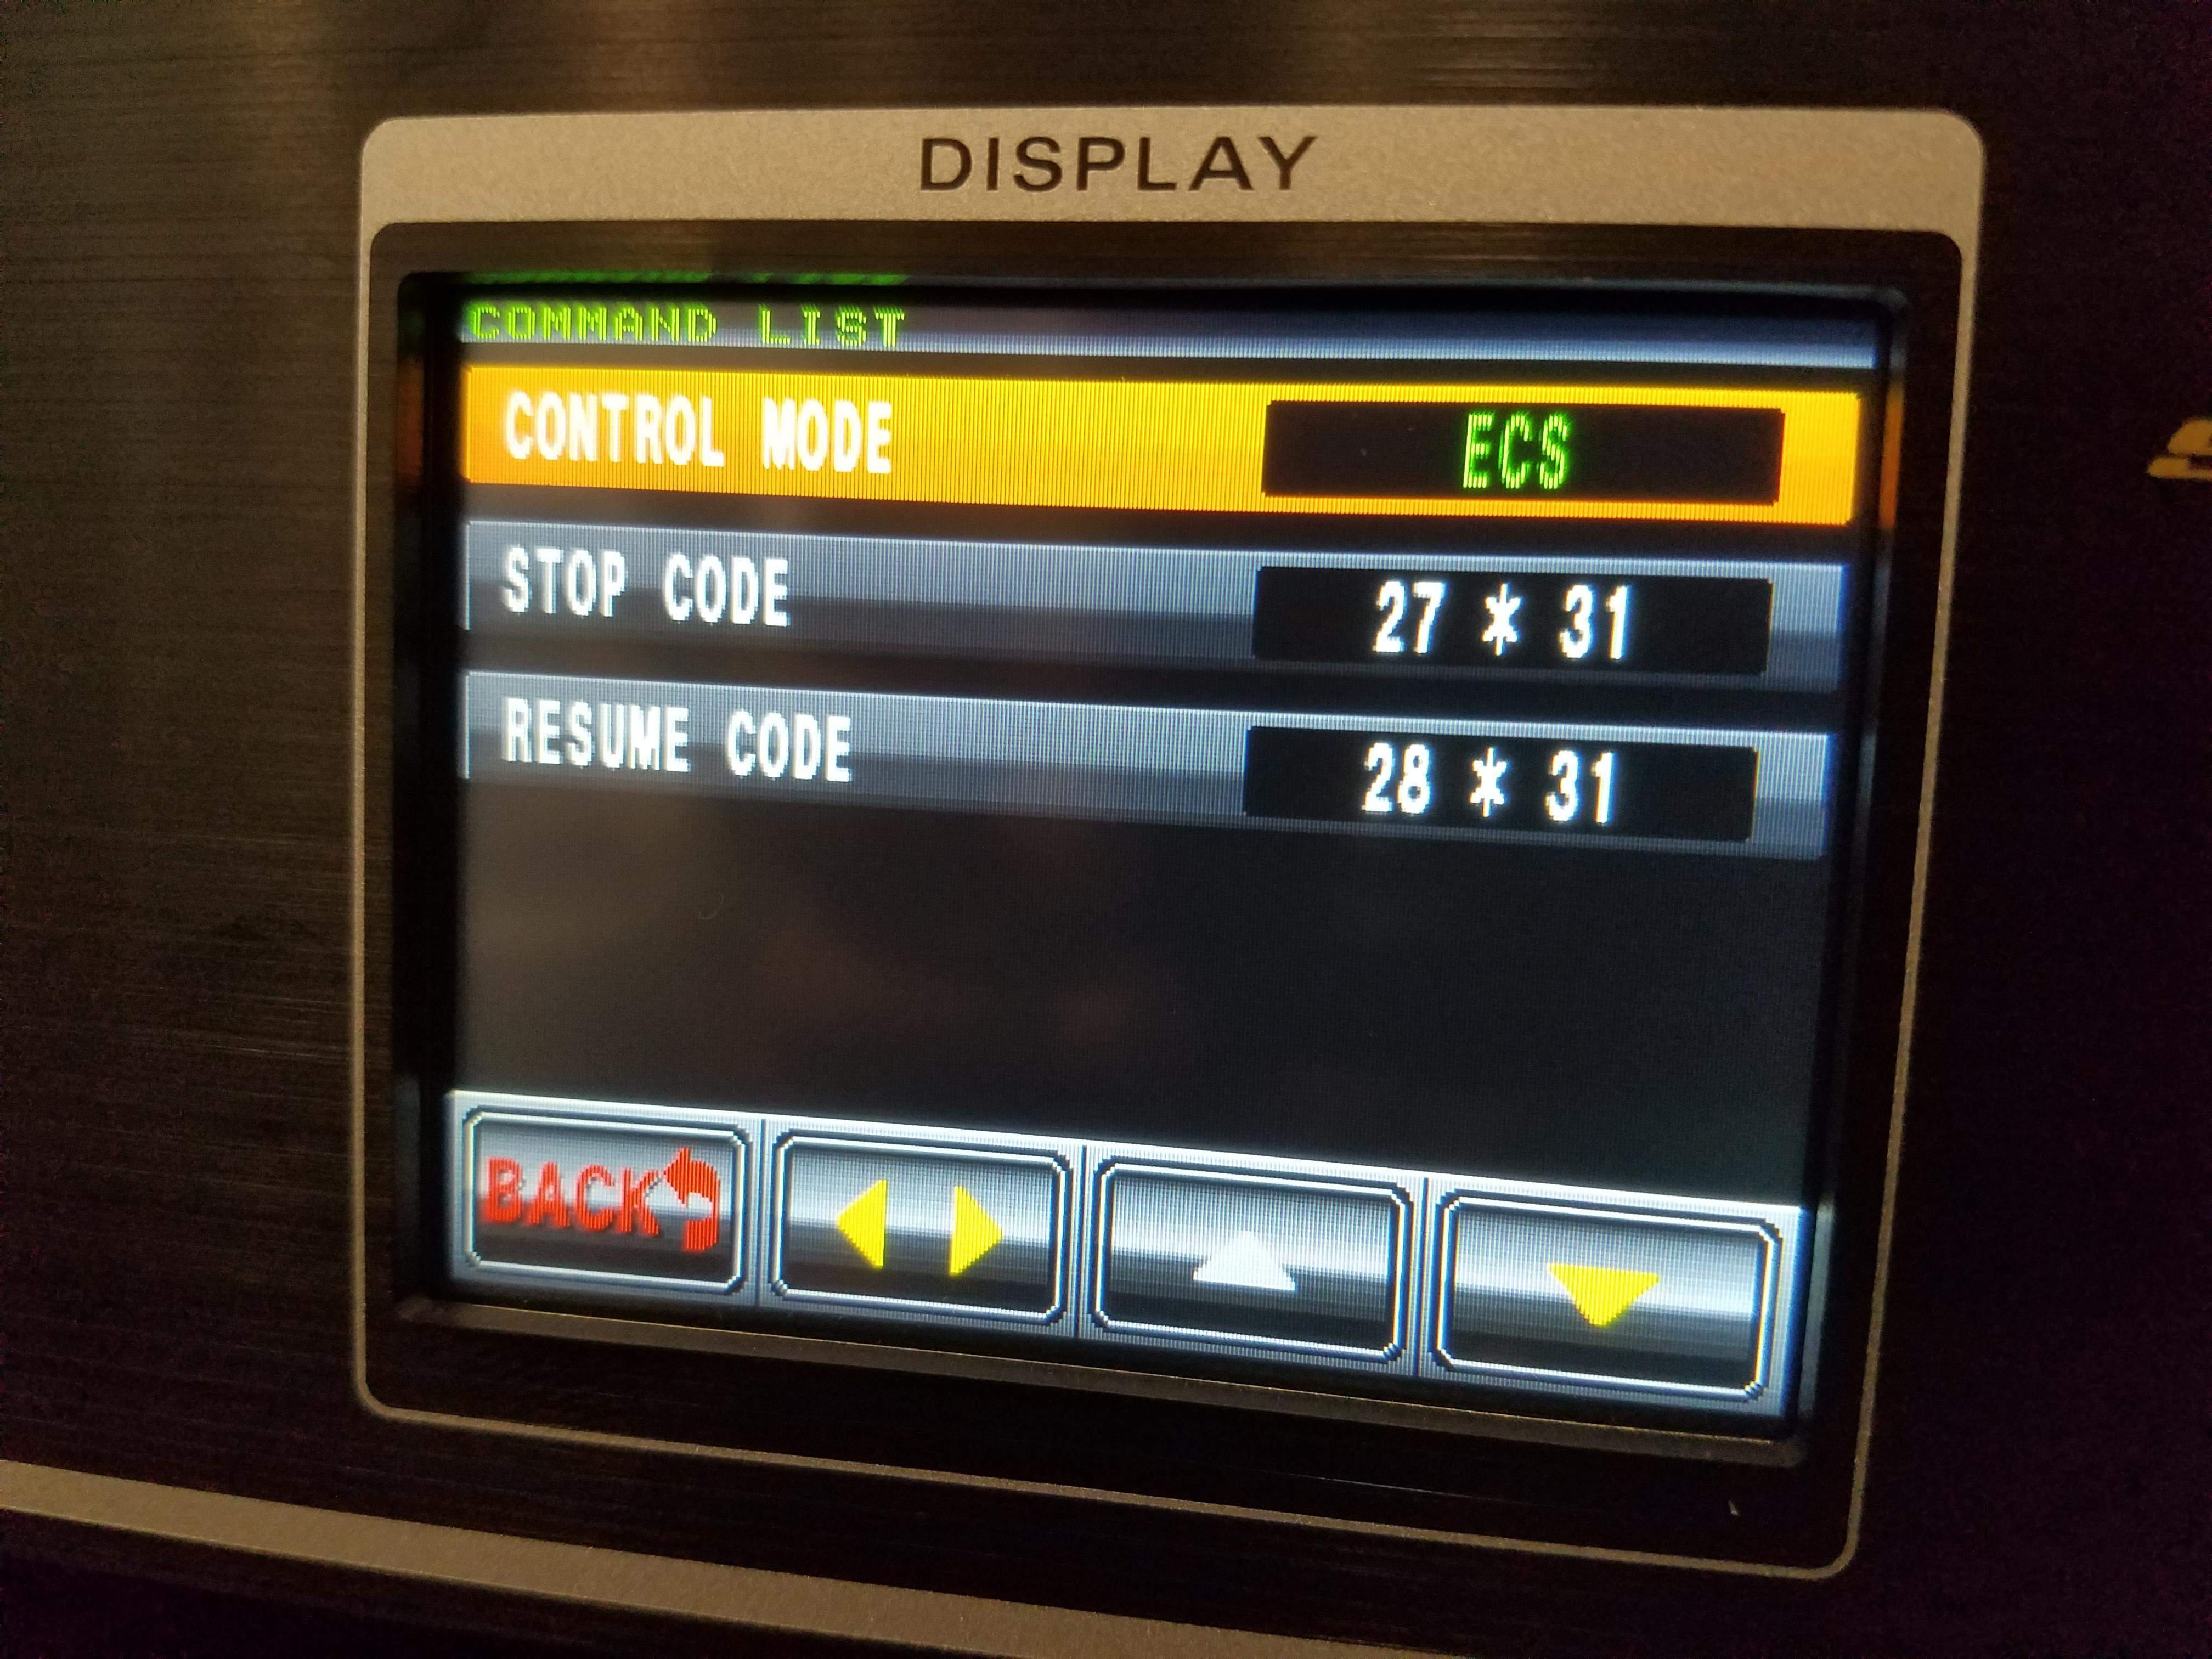 DISPLAY
COMMAND LIST
CONTROL MODE ECS
STOP CODE 27 * 31
RESUME CODE 28 * 31
BACK